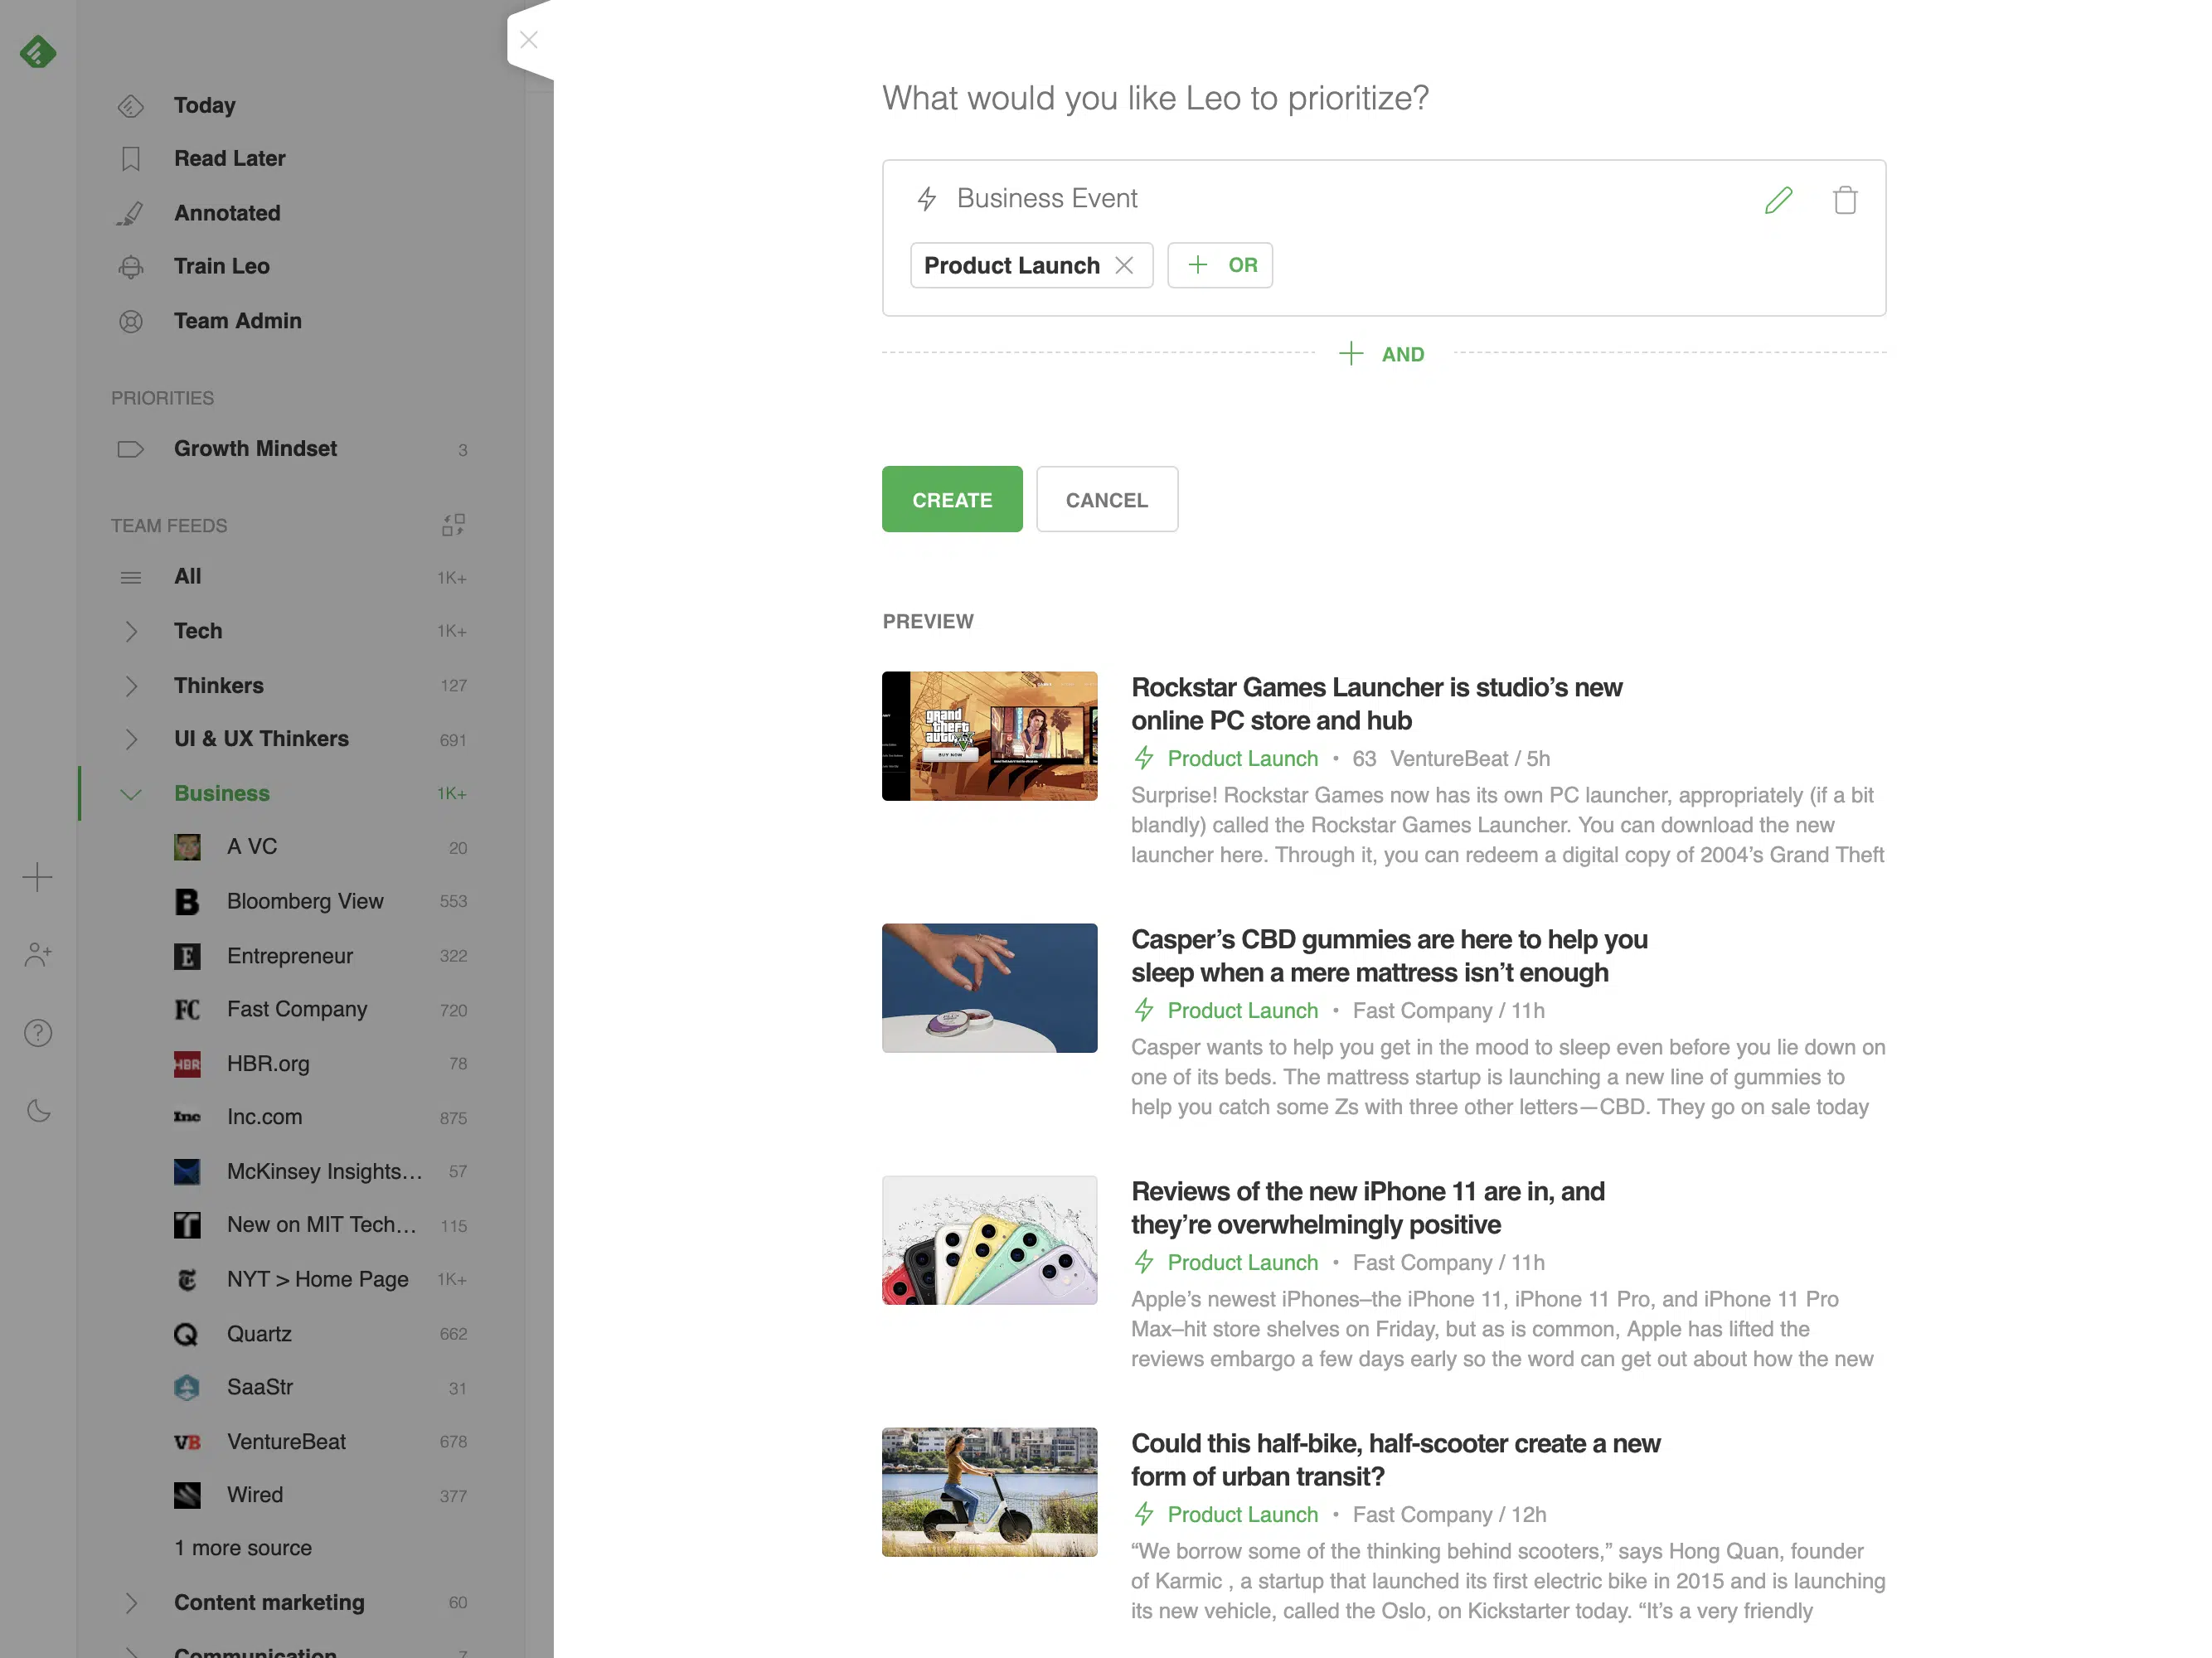 Today
Read Later
Annotated
Train Leo
Team Admin
PRIORITIES
Growth Mindset 3
TEAM FEEDS
All 1K+
Tech 1K+
Thinkers 127
UI & UX Thinkers 691
Business 1K+
A VC 20
B Bloomberg View 553
E Entrepreneur 322
FC Fast Company 720
HBR HBR.org 78
Inc Inc.com 875
McKinsey Insights... 57
New on MIT Tech... 115
NYT > Home Page 1K+
Quartz 662
SaaStr 31
VB VentureBeat 678
Wired 377
1 more source
Content marketing 60
Communication 7
What would you like Leo to prioritize?
Business Event
Product Launch
+ OR
+ AND
CREATE CANCEL
PREVIEW
grand
theft
auto V
BUY NOW
Rockstar Games Launcher is studio’s new
online PC store and hub
Product Launch • 63 VentureBeat / 5h
Surprise! Rockstar Games now has its own PC launcher, appropriately (if a bit
blandly) called the Rockstar Games Launcher. You can download the new
launcher here. Through it, you can redeem a digital copy of 2004’s Grand Theft
Casper’s CBD gummies are here to help you
sleep when a mere mattress isn’t enough
Product Launch • Fast Company / 11h
Casper wants to help you get in the mood to sleep even before you lie down on
one of its beds. The mattress startup is launching a new line of gummies to
help you catch some Zs with three other letters—CBD. They go on sale today
Reviews of the new iPhone 11 are in, and
they’re overwhelmingly positive
Product Launch • Fast Company / 11h
Apple’s newest iPhones–the iPhone 11, iPhone 11 Pro, and iPhone 11 Pro
Max–hit store shelves on Friday, but as is common, Apple has lifted the
reviews embargo a few days early so the word can get out about how the new
Could this half-bike, half-scooter create a new
form of urban transit?
Product Launch • Fast Company / 12h
“We borrow some of the thinking behind scooters,” says Hong Quan, founder
of Karmic , a startup that launched its first electric bike in 2015 and is launching
its new vehicle, called the Oslo, on Kickstarter today. “It’s a very friendly